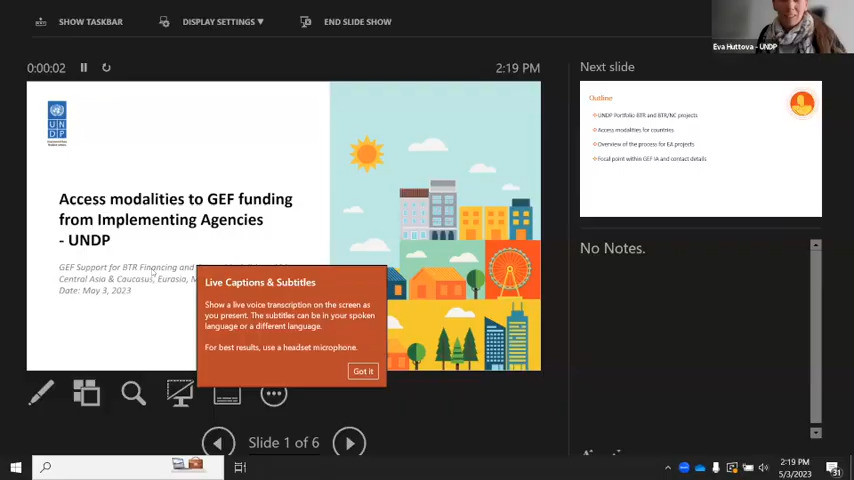 SHOW TASKBAR
DISPLAY SETTINGS ▼
END SLIDE SHOW
Eva Huttova - UNDP
0:00:02
2:19 PM
Next slide
UN
DP
Access modalities to GEF funding
from Implementing Agencies
- UNDP
GEF Support for BTR Financing and
Central Asia & Caucasus, Eurasia, M
Date: May 3, 2023
Live Captions & Subtitles
Show a live voice transcription on the screen as
you present. The subtitles can be in your spoken
language or a different language.
For best results, use a headset microphone.
Got it
Outline
UNDP Portfolio BTR and BTR/NC projects
Access modalities for countries
Overview of the process for EA projects
Focal point within GEF IA and contact details
No Notes.
Slide 1 of 6
2:19 PM
5/3/2023
31